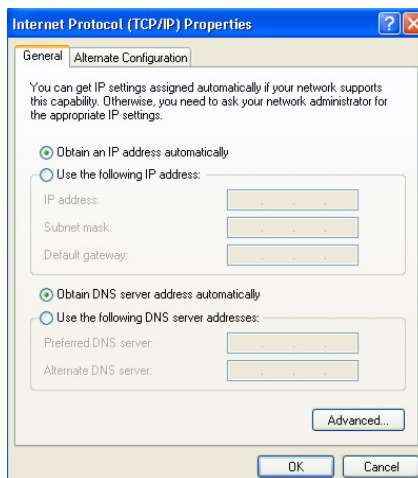 Internet Protocol (TCP/IP) Properties
General
Alternate Configuration
You can get IP settings assigned automatically if your network supports
this capability. Otherwise, you need to ask your network administrator for
the appropriate IP settings.
Obtain an IP address automatically
Use the following IP address:
IP address:
Subnet mask:
Default gateway:
Obtain DNS server address automatically
Use the following DNS server addresses:
Preferred DNS server:
Alternate DNS server:
Advanced...
OK
Cancel